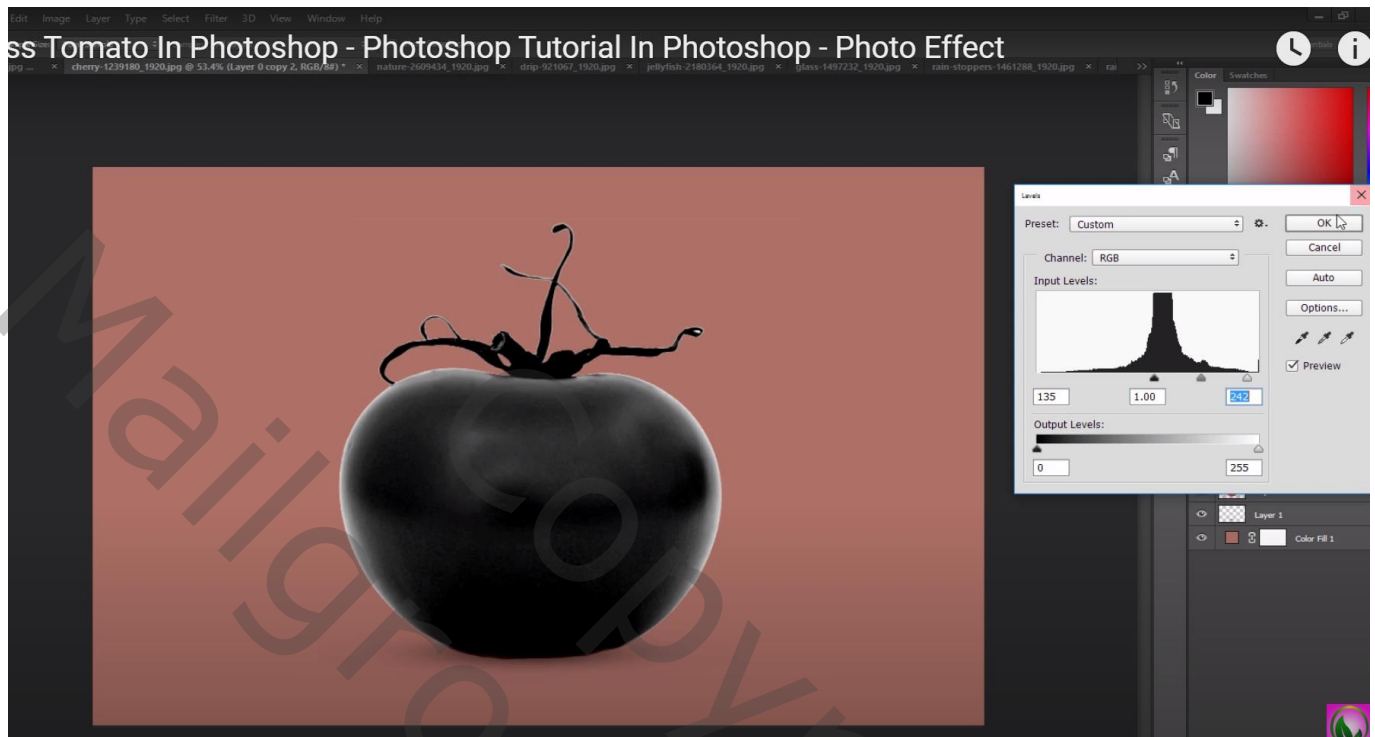 Edit Image Layer Type Select Filter 3D View Window Help
ss Tomato In Photoshop - Photoshop Tutorial In Photoshop - Photo Effect
jpg ... × cherry-1239180_1920.jpg @ 53.4% (Layer 0 copy 2, RGB/8#) * × nature-2609434_1920.jpg × drip-921067_1920.jpg × jellyfish-2180364_1920.jpg × glass-1497232_1920.jpg × rain-stoppers-1461288_1920.jpg × rai >>
Color Swatches
Levels
Preset: Custom
OK
Cancel
Channel: RGB
Auto
Input Levels:
Options...
Preview
135 1.00 242
Output Levels:
0 255
Layer 1
Color Fill 1